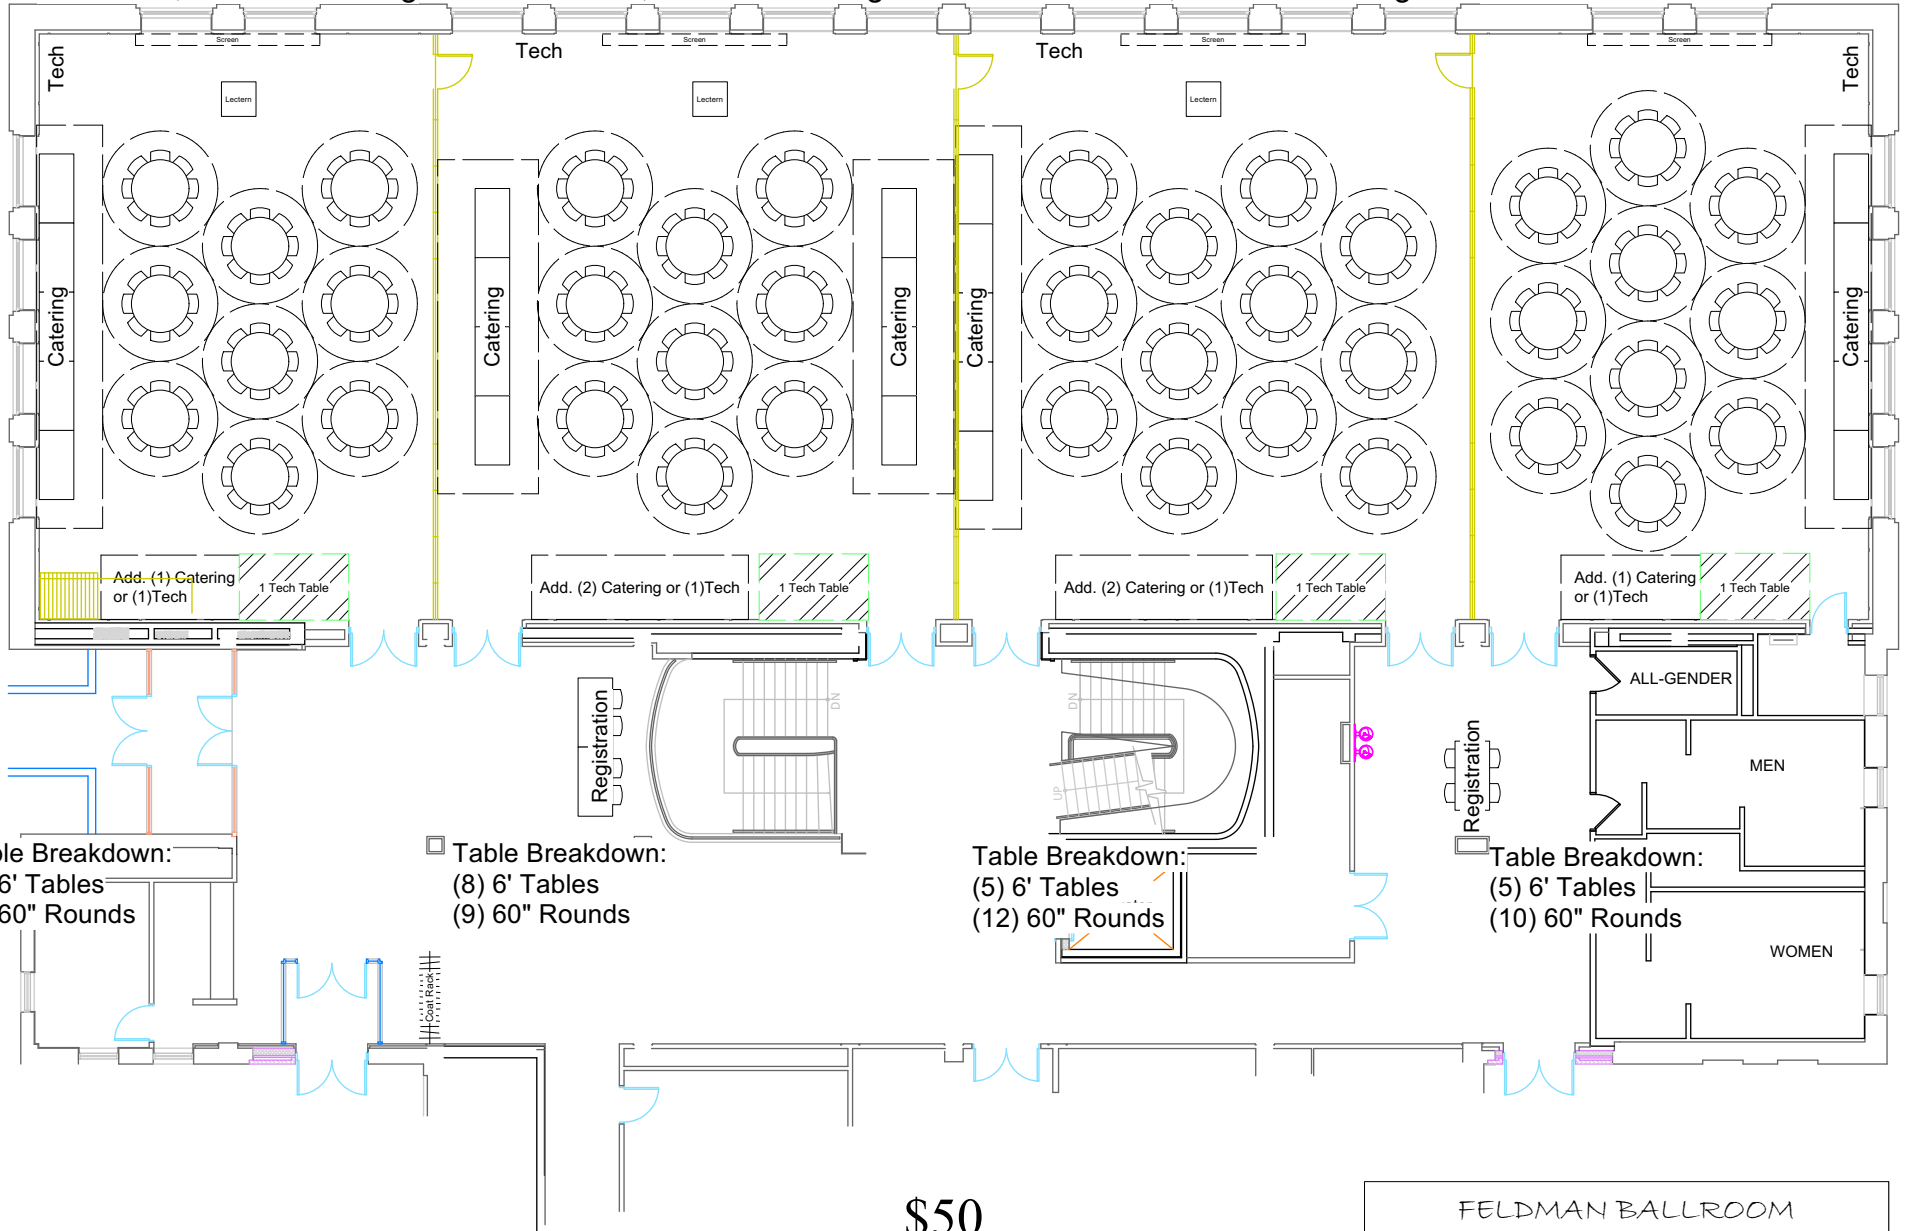 Screen
Screen
Screen
Screen
Tech
Tech
Tech
Tech
Lectern
Lectern
Lectern
Catering
Catering
Catering
Catering
Catering
Add. (1) Catering
or (1)Tech
1 Tech Table
Add. (2) Catering or (1)Tech
1 Tech Table
Add. (2) Catering or (1)Tech
1 Tech Table
Add. (1) Catering
or (1)Tech
1 Tech Table
Registration
DN
DN
UP
Registration
ALL-GENDER
MEN
WOMEN
Breakdown:
6' Tables
60" Rounds
Table Breakdown:
(8) 6' Tables
(9) 60" Rounds
Table Breakdown:
(5) 6' Tables
(12) 60" Rounds
Table Breakdown:
(5) 6' Tables
(10) 60" Rounds
Coat Rack
$50
FELDMAN BALLROOM